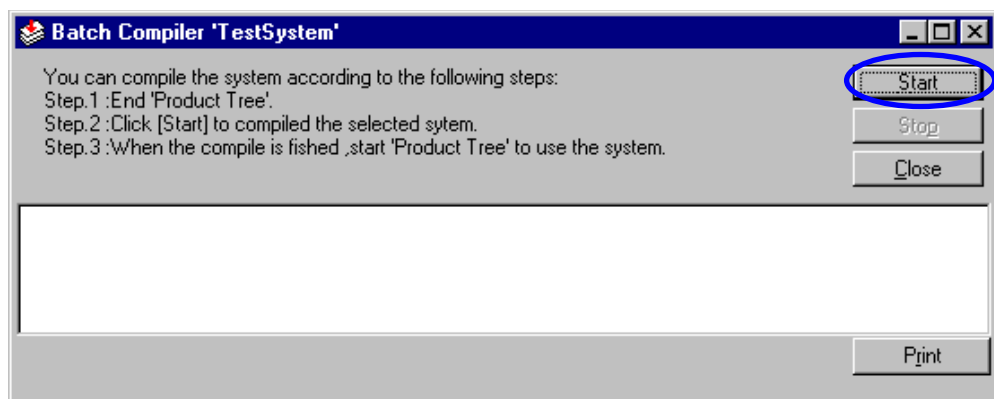 Batch Compiler 'TestSystem'
You can compile the system according to the following steps:
Step.1 :End 'Product Tree'.
Step.2 :Click [Start] to compiled the selected sytem.
Step.3 :When the compile is fished ,start 'Product Tree' to use the system.
Start
Stop
Close
Print